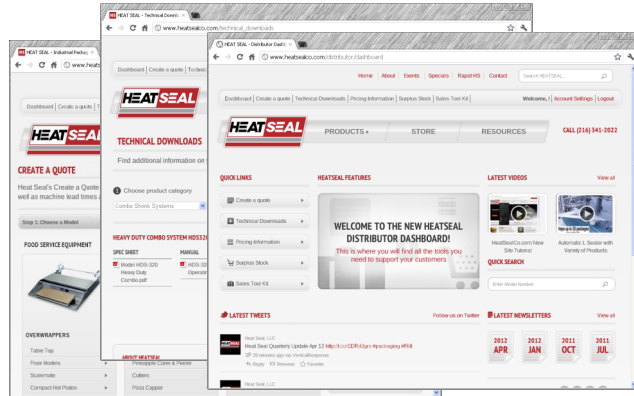 HEAT SEAL - Industrial Packag
www.heats
Dashboard | Create a quote | T
HEAT SEAL
CREATE A QUOTE
Heat Seal's Create a Quote
well as machine lead times a
Step 1: Choose a Model
FOOD SERVICE EQUIPMENT
OVERWRAPPERS
Table Top
Floor Models
Scalemate
Compact Hot Plates
HEAT SEAL - Technical Downlo
www.heatsealco.com/technical_downloads
Dashboard | Create a quote | Technic
HEAT SEAL
TECHNICAL DOWNLOADS
Find additional information on
1 Choose product category
Combo Shrink Systems
HEAVY DUTY COMBO SYSTEM HDS320
SPEC SHEET
MANUAL
Model HDS-320
Heavy Duty
Combo.pdf
HDS-320
Operatin
ABOUT HEATSEAL
Pineapple Corer & Peeler
Cutters
Pizza Capper
HEAT SEAL - Distributor Dashb
www.heatsealco.com/distributor/dashboard
Home | About | Events | Specials | Rapid HS | Contact
Search HEATSEAL...
Dashboard | Create a quote | Technical Downloads | Pricing Information | Surplus Stock | Sales Tool Kit |
Welcome, | Account Settings | Logout
HEAT SEAL
PRODUCTS
STORE
RESOURCES
CALL (216) 341-2022
QUICK LINKS
Create a quote
Technical Downloads
Pricing Information
Surplus Stock
Sales Tool Kit
HEATSEAL FEATURES
WELCOME TO THE NEW HEATSEAL
DISTRIBUTOR DASHBOARD!
This is where you will find all the tools you
need to support your customers
LATEST VIDEOS
View all
HeatSealCo.com New
Site Tutorial
Automatic L Sealer with
Variety of Products
QUICK SEARCH
Enter Model Number
LATEST TWEETS
Follow us on Twitter
Heat Seal, LLC
Heat Seal Quarterly Update Apr 12
#packaging
39 minutes ago via VerticalResponse
Reply Retweet Favorite
Heat Seal, LLC
LATEST NEWSLETTERS
View all
2012
APR
2012
JAN
2011
OCT
2011
JUL